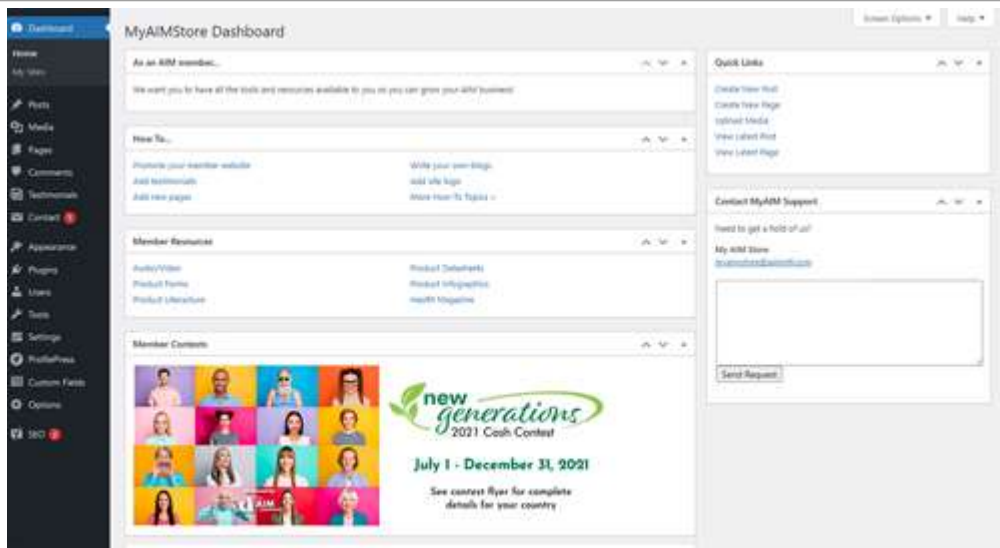 Dashboard
Home
My Sites
Posts
Media
Pages
Comments
Testimonials
Contact
Appearance
Plugins
Users
Tools
Settings
ProfilePress
Custom Fields
Options
SEO
Screen Options
Help
MyAIMStore Dashboard
As an AIM member...
We want you to have all the tools and resources available to you so you can grow your AIM business!
How To...
Promote your member website
Add testimonials
Add new pages
Write your own blogs
Add site logo
More How-To Topics »
Member Resources
Audio/Video
Product Forms
Product Literature
Product Datasheets
Product Infographics
Health Magazine
Member Contests
new
generations
2021 Cash Contest
July 1 - December 31, 2021
See contest flyer for complete
details for your country
AIM
Quick Links
Create New Post
Create New Page
Upload Media
View Latest Post
View Latest Page
Contact MyAIM Support
Need to get a hold of us?
My AIM Store
Send Request